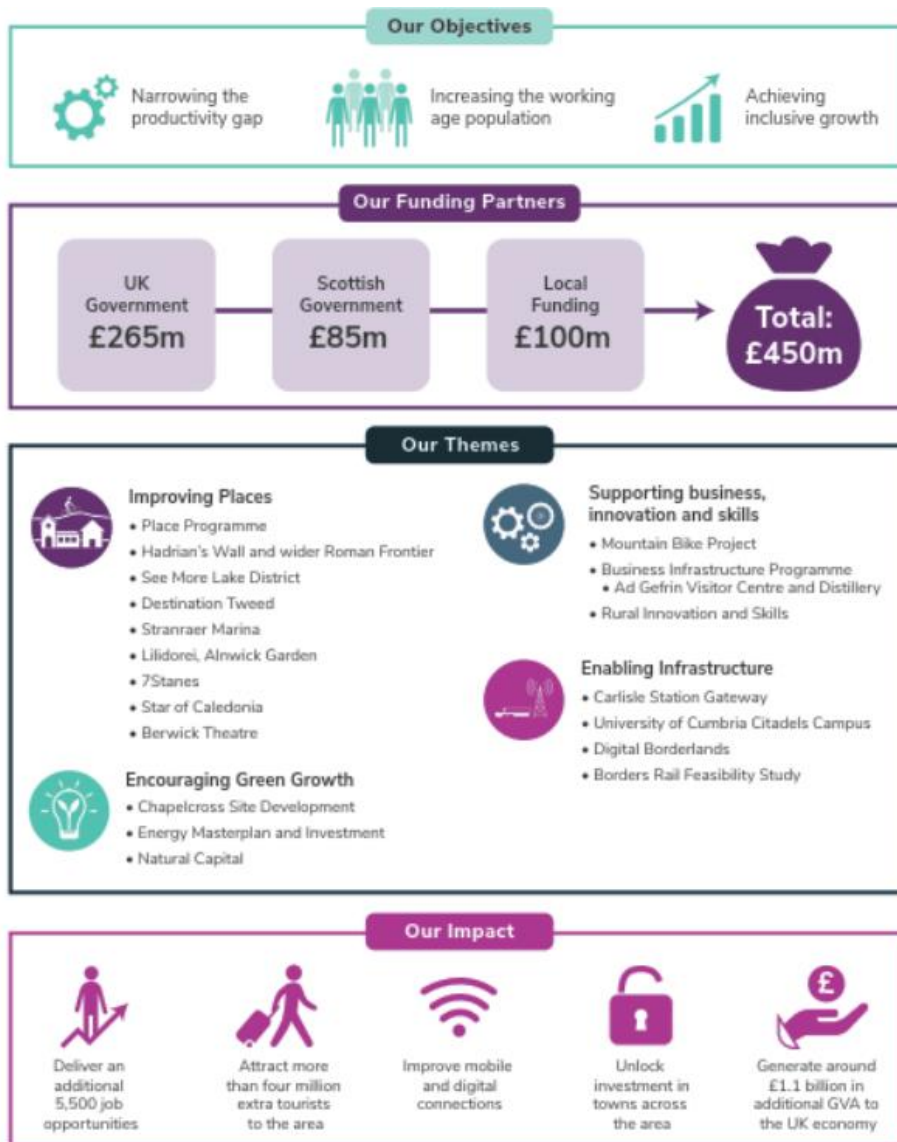 Our Objectives
Narrowing the
productivity gap
Increasing the working
age population
Achieving
inclusive growth
Our Funding Partners
UK
Government
£265m
Scottish
Government
£85m
Local
Funding
£100m
Total:
£450m
Our Themes
Improving Places
• Place Programme
• Hadrian's Wall and wider Roman Frontier
• See More Lake District
• Destination Tweed
• Stranraer Marina
• Lilidorei, Alnwick Garden
• 7Stanes
• Star of Caledonia
• Berwick Theatre
Encouraging Green Growth
• Chapelcross Site Development
• Energy Masterplan and Investment
• Natural Capital
Supporting business,
innovation and skills
• Mountain Bike Project
• Business Infrastructure Programme
• Ad Gefrin Visitor Centre and Distillery
• Rural Innovation and Skills
Enabling Infrastructure
• Carlisle Station Gateway
• University of Cumbria Citadels Campus
• Digital Borderlands
• Borders Rail Feasibility Study
Our Impact
Deliver an
additional
5,500 job
opportunities
Attract more
than four million
extra tourists
to the area
Improve mobile
and digital
connections
Unlock
investment in
towns across
the area
£
Generate around
£1.1 billion in
additional GVA to
the UK economy